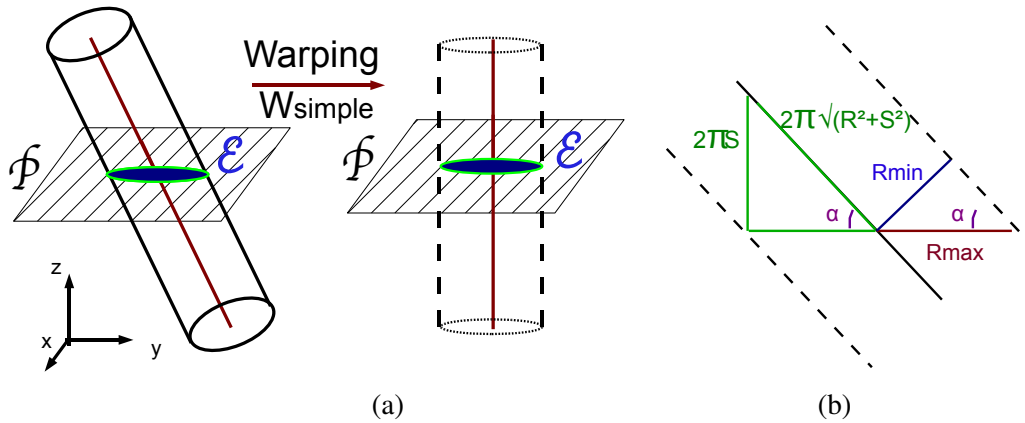 Warping
Wsimple
𝒫
ℰ
z
x
y
𝒫
ℰ
2πS
2π√(R²+S²)
Rmin
α
α
Rmax
(a)
(b)